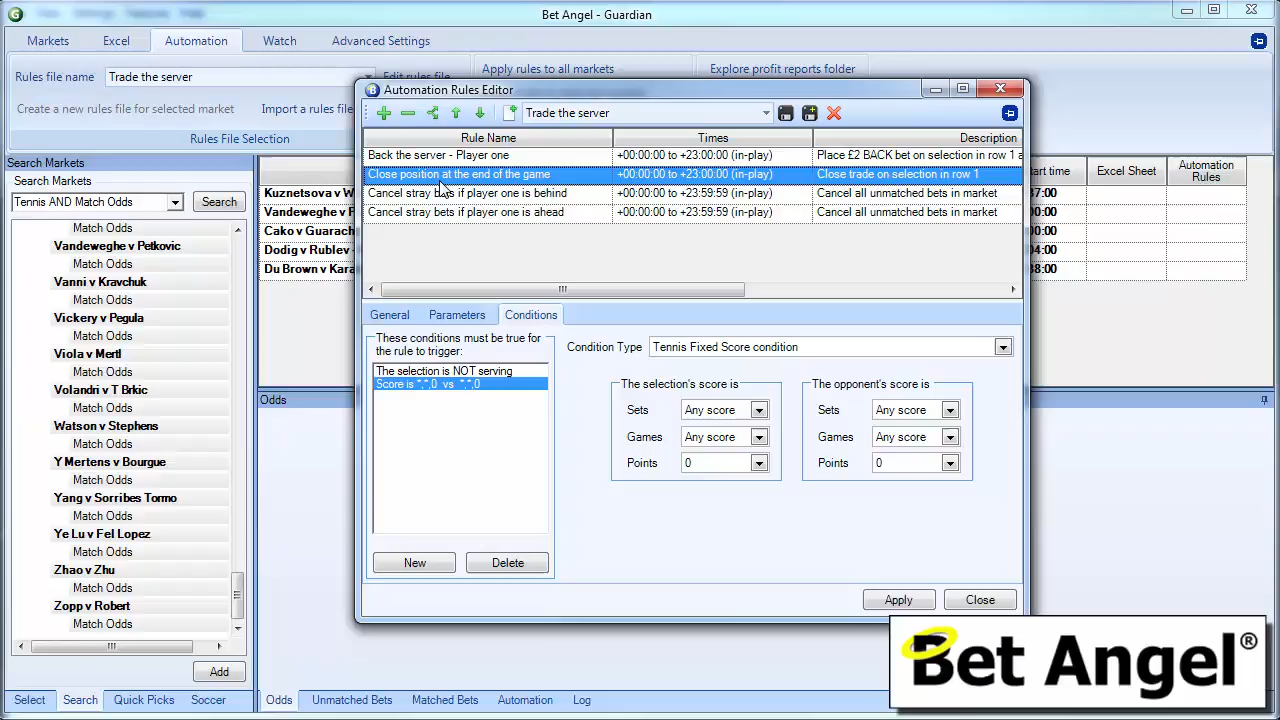 Bet Angel - Guardian
Markets Excel Automation Watch Advanced Settings
Rules file name Trade the server Edit rules file
Create a new rules file for selected market Import a rules file
Rules File Selection
Apply rules to all markets
Explore profit reports folder
Search Markets
Search Markets
Tennis AND Match Odds Search
Match Odds
Vandeweghe v Petkovic
Match Odds
Vanni v Kravchuk
Match Odds
Vickery v Pegula
Match Odds
Viola v Mertl
Match Odds
Volandri v T Brkic
Match Odds
Watson v Stephens
Match Odds
Y Mertens v Bourgue
Match Odds
Yang v Sorribes Tormo
Match Odds
Ye Lu v Fel Lopez
Match Odds
Zhao v Zhu
Match Odds
Zopp v Robert
Match Odds
Add
Select Search Quick Picks Soccer
Kuznetsova v W
Vandeweghe v
Cako v Guarach
Dodig v Rublev
Du Brown v Kara
start time Excel Sheet Automation Rules
37:00
00:00
00:00
04:00
38:00
Odds
Automation Rules Editor
Trade the server
Rule Name Times Description
Back the server - Player one +00:00:00 to +23:00:00 (in-play) Place £2 BACK bet on selection in row 1 a
Close position at the end of the game +00:00:00 to +23:00:00 (in-play) Close trade on selection in row 1
Cancel stray bets if player one is behind +00:00:00 to +23:59:59 (in-play) Cancel all unmatched bets in market
Cancel stray bets if player one is ahead +00:00:00 to +23:59:59 (in-play) Cancel all unmatched bets in market
General Parameters Conditions
These conditions must be true for
the rule to trigger:
The selection is NOT serving
Score is *,*,0 vs *,*,0
New Delete
Condition Type Tennis Fixed Score condition
The selection's score is
Sets Any score
Games Any score
Points 0
The opponent's score is
Sets Any score
Games Any score
Points 0
Apply Close
Odds Unmatched Bets Matched Bets Automation Log
Bet Angel®